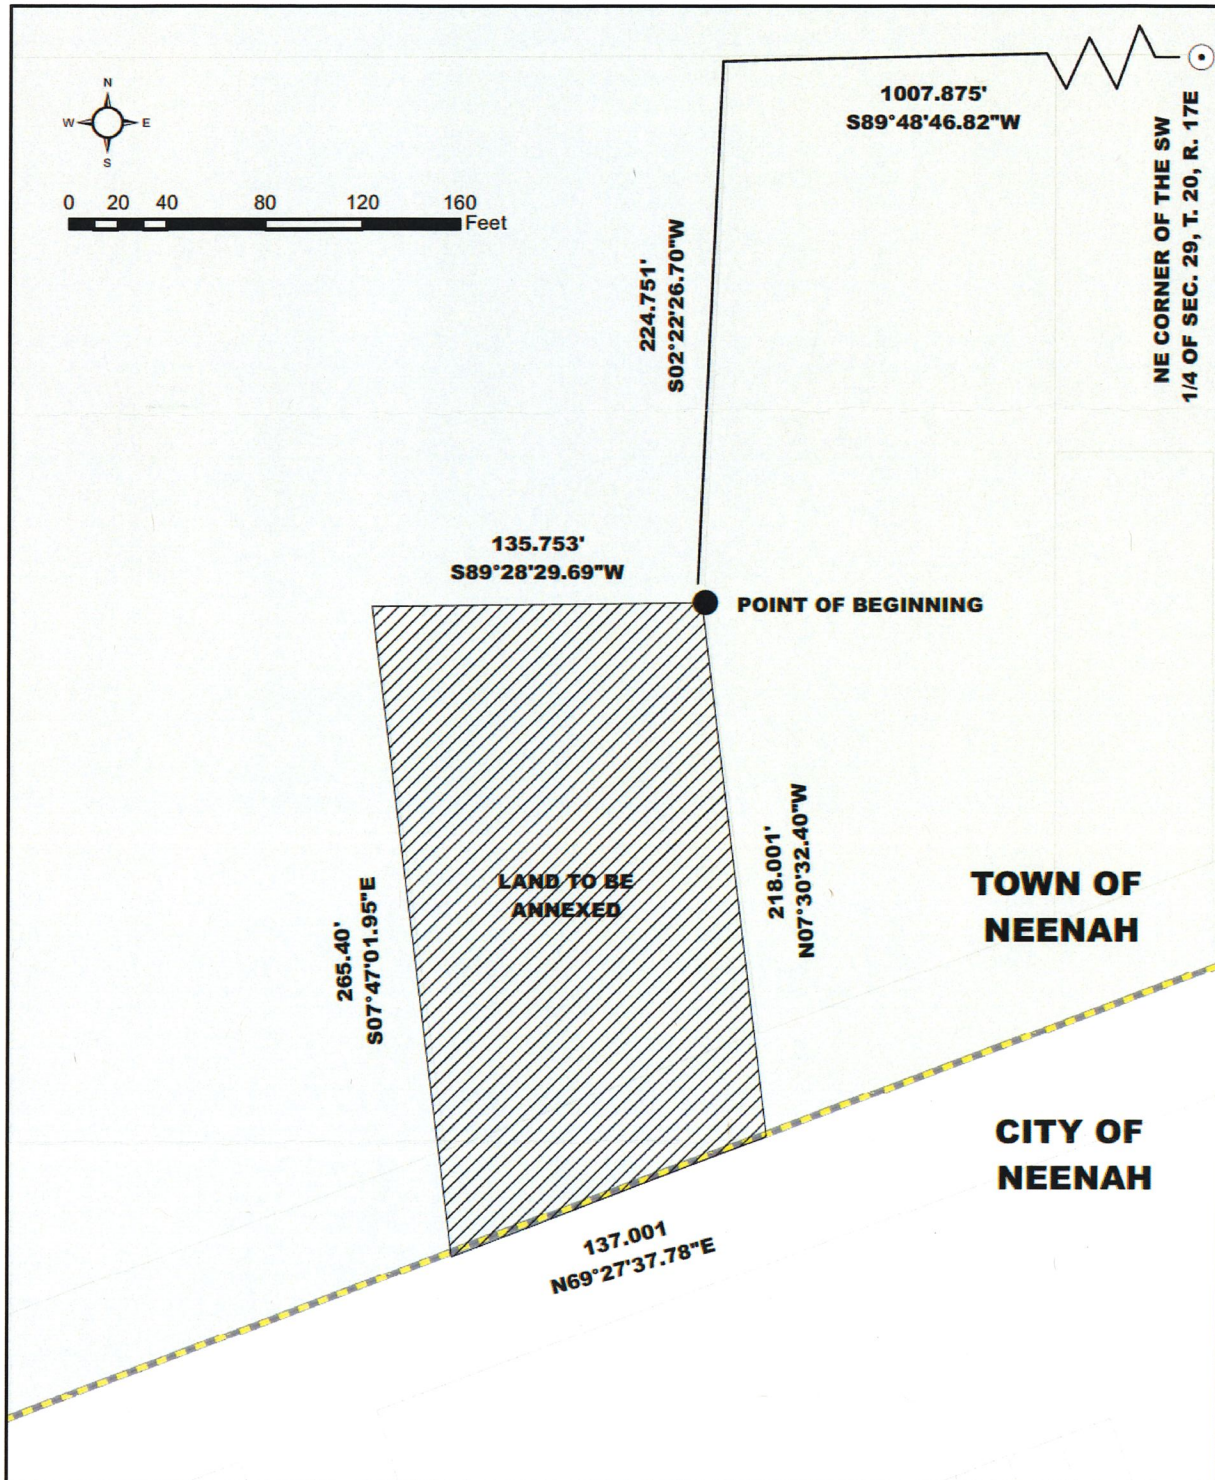 N
W E
S
0 20 40 80 120 160
Feet
1007.875'
S89°48'46.82"W
NE CORNER OF THE SW
1/4 OF SEC. 29, T. 20, R. 17E
224.751'
S02°22'26.70"W
135.753'
S89°28'29.69"W
POINT OF BEGINNING
LAND TO BE
ANNEXED
218.001'
N07°30'32.40"W
265.40'
S07°47'01.95"E
TOWN OF
NEENAH
CITY OF
NEENAH
137.001
N69°27'37.78"E